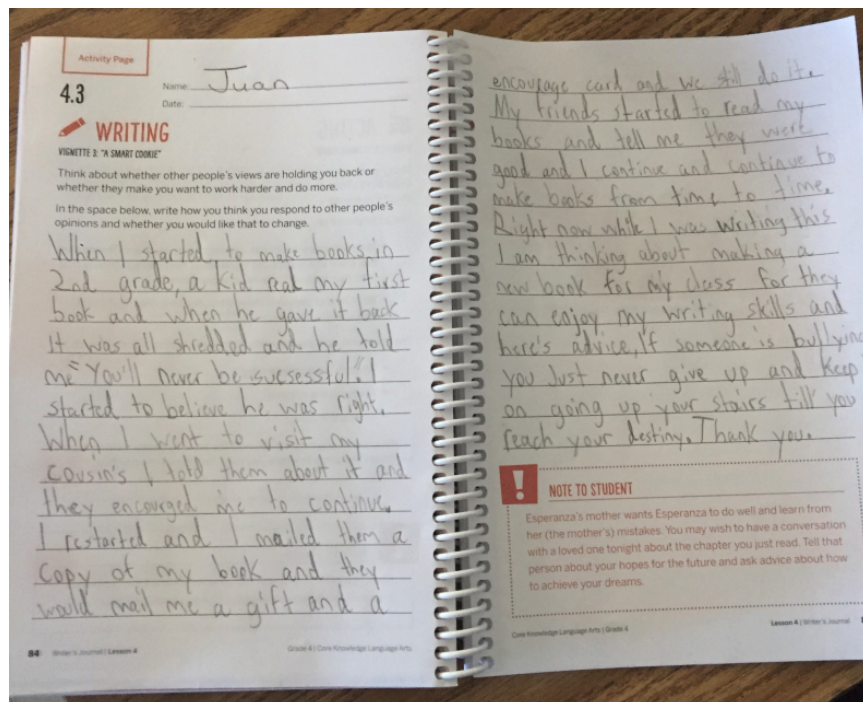 Activity Page
4.3
Name: Juan
Date:
WRITING
VIGNETTE 3: "A SMART COOKIE"
Think about whether other people's views are holding you back or
whether they make you want to work harder and do more.
In the space below, write how you think you respond to other people's
opinions and whether you would like that to change.
When I started to make books in
2nd grade, a kid read my first
book and when he gave it back
It was all shredded and he told
me "You'll never be sucsessful." I
started to believe he was right.
When I went to visit my
cousin's I told them about it and
they encourged me to continue.
I restarted and I mailed them a
copy of my book and they
would mail me a gift and a
84 Writer's Journal | Lesson 4
Grade 4 | Core Knowledge Language Arts
encourage card and we still do it.
My friends started to read my
books and tell me they were
good and I continue and continue to
make books from time to time.
Right now while I was writing this
I am thinking about making a
new book for my class for they
can enjoy my writing skills and
here's advice, If someone is bullying
you Just never give up and keep
on going up your stairs till you
reach your destiny. Thank you.
!
NOTE TO STUDENT
Esperanza's mother wants Esperanza to do well and learn from
her (the mother's) mistakes. You may wish to have a conversation
with a loved one tonight about the chapter you just read. Tell that
person about your hopes for the future and ask advice about how
to achieve your dreams.
Core Knowledge Language Arts | Grade 4
Lesson 4 | Writer's Journal